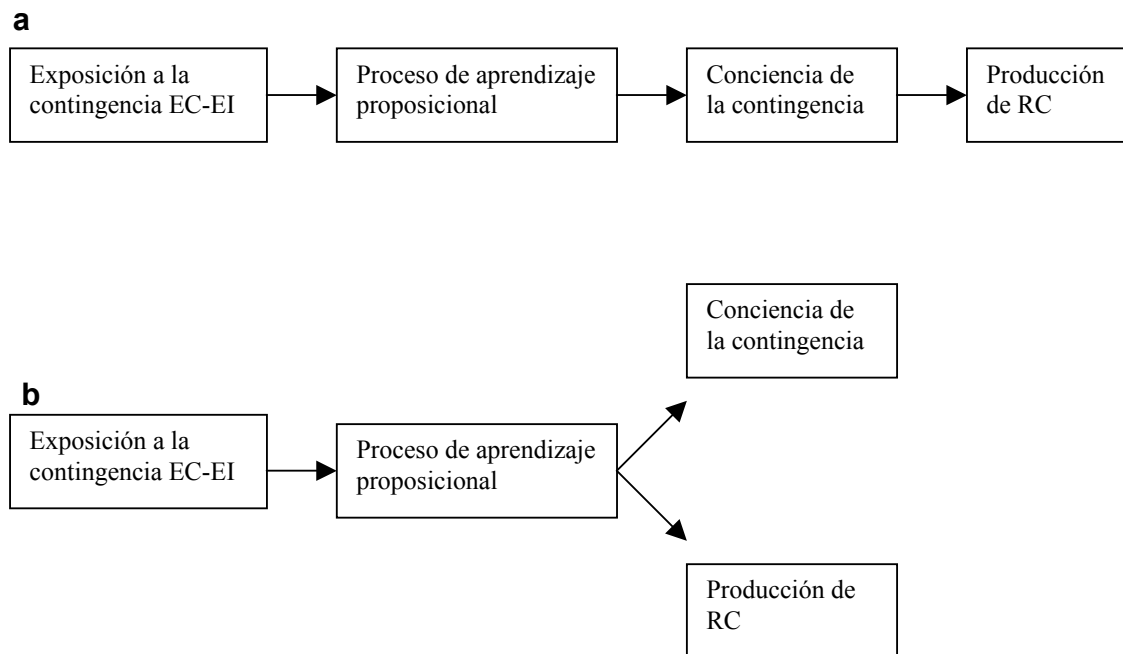 a
Exposición a la
contingencia EC-EI
Proceso de aprendizaje
proposicional
Conciencia de
la contingencia
Producción
de RC
Conciencia de
la contingencia
b
Exposición a la
contingencia EC-EI
Proceso de aprendizaje
proposicional
Producción de
RC